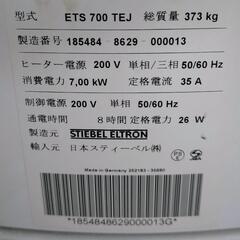 型式 ETS 700 TEJ 総質量 373 kg
製造番号 185484 - 8629 - 000013
ヒーター電源 200 V 単相/三相 50/60 Hz
消費電力 7,00 kW 定格電流 35 A
制御電源 200 V 単相 50/60 Hz
通電時間 8 時間 定格電力 26 W
製造元 STIEBEL ELTRON
輸入元 日本スティーベル㈱
Made in Germany 252183 - 35880
*1854848629000013G*